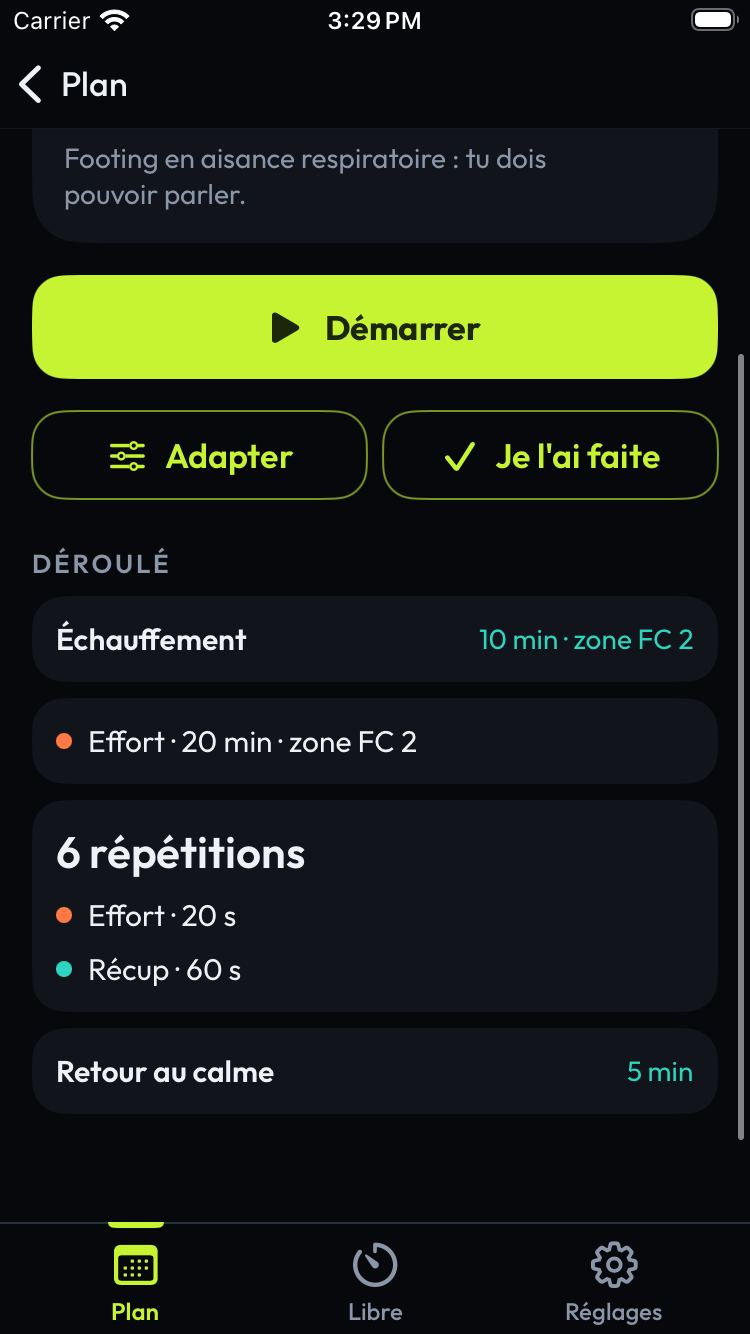 Carrier 3:29 PM
Plan
Footing en aisance respiratoire : tu dois
pouvoir parler.
Démarrer
Adapter Je l'ai faite
DÉROULÉ
Échauffement 10 min · zone FC 2
Effort · 20 min · zone FC 2
6 répétitions
Effort · 20 s
Récup · 60 s
Retour au calme 5 min
Plan Libre Réglages